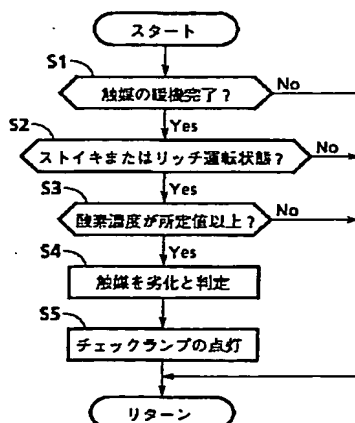 スタート
S1
触媒の暖機完了?
No
Yes
S2
ストイキまたはリッチ運転状態?
No
Yes
S3
酸素濃度が所定値以上?
No
Yes
S4
触媒を劣化と判定
S5
チェックランプの点灯
リターン